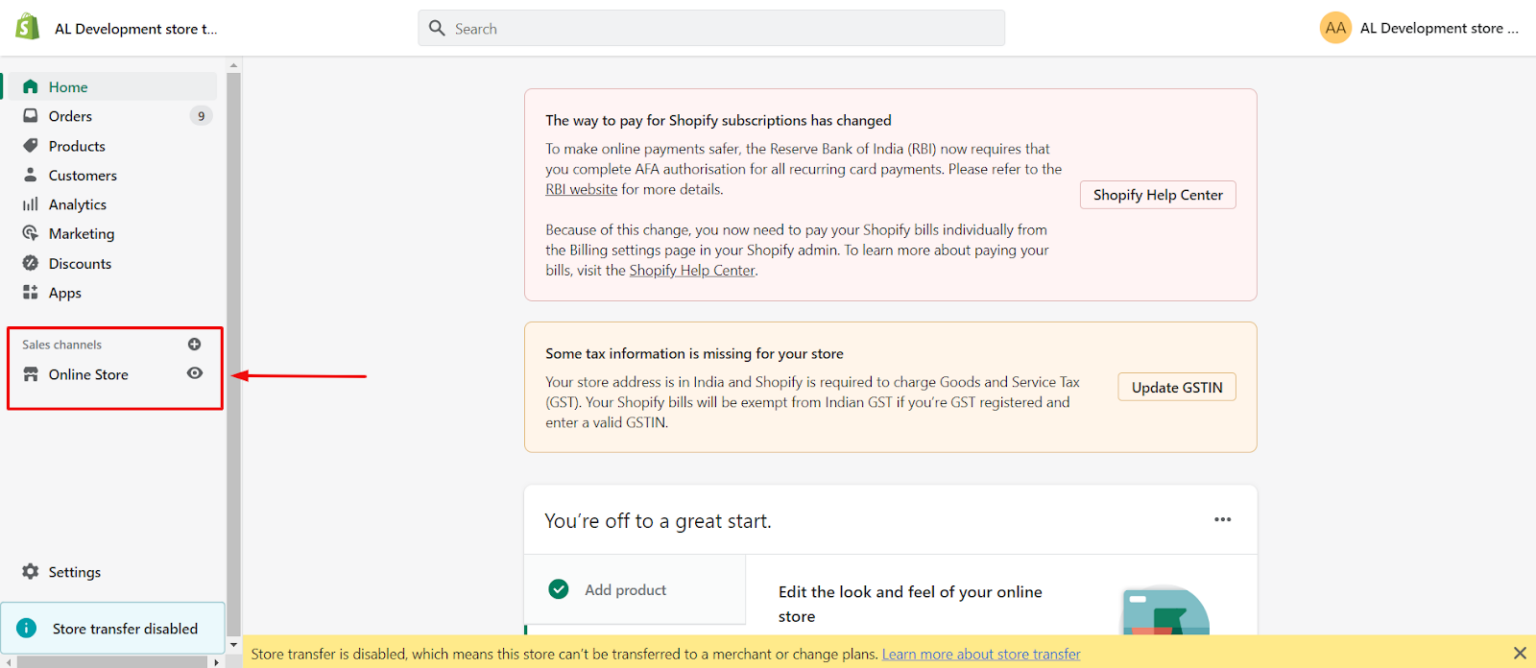 AL Development store t...
Search
AA
AL Development store ...
Home
Orders
9
Products
Customers
Analytics
Marketing
Discounts
Apps
Sales channels
Online Store
Settings
Store transfer disabled
The way to pay for Shopify subscriptions has changed
To make online payments safer, the Reserve Bank of India (RBI) now requires that
you complete AFA authorisation for all recurring card payments. Please refer to the
RBI website for more details.
Because of this change, you now need to pay your Shopify bills individually from
the Billing settings page in your Shopify admin. To learn more about paying your
bills, visit the Shopify Help Center.
Shopify Help Center
Some tax information is missing for your store
Your store address is in India and Shopify is required to charge Goods and Service Tax
(GST). Your Shopify bills will be exempt from Indian GST if you’re GST registered and
enter a valid GSTIN.
Update GSTIN
You’re off to a great start.
Add product
Edit the look and feel of your online
store
Store transfer is disabled, which means this store can’t be transferred to a merchant or change plans. Learn more about store transfer